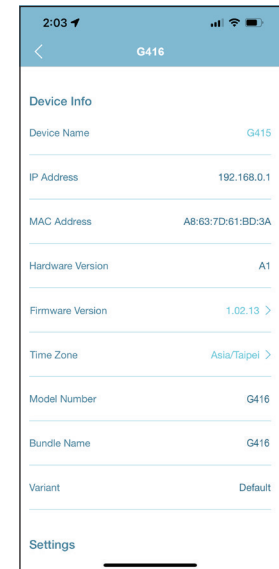 2:03
G416
Device Info
Device Name G415
IP Address 192.168.0.1
MAC Address A8:63:7D:61:BD:3A
Hardware Version A1
Firmware Version 1.02.13 >
Time Zone Asia/Taipei >
Model Number G416
Bundle Name G416
Variant Default
Settings